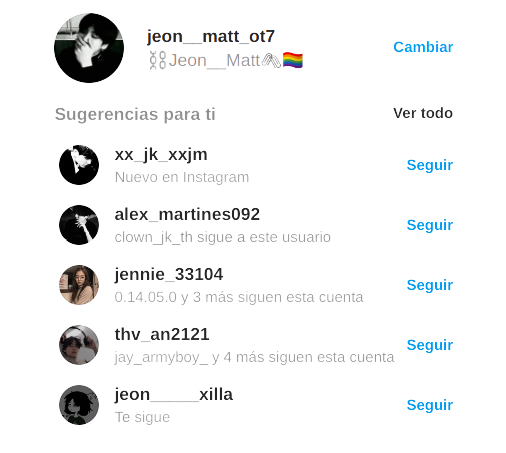 jeon__matt_ot7
⛓Jeon__Matt🖇🏳️‍🌈
Cambiar
Sugerencias para ti
Ver todo
xx_jk_xxjm
Nuevo en Instagram
Seguir
alex_martines092
clown_jk_th sigue a este usuario
Seguir
jennie_33104
0.14.05.0 y 3 más siguen esta cuenta
Seguir
thv_an2121
jay_armyboy_ y 4 más siguen esta cuenta
Seguir
jeon_____xilla
Te sigue
Seguir